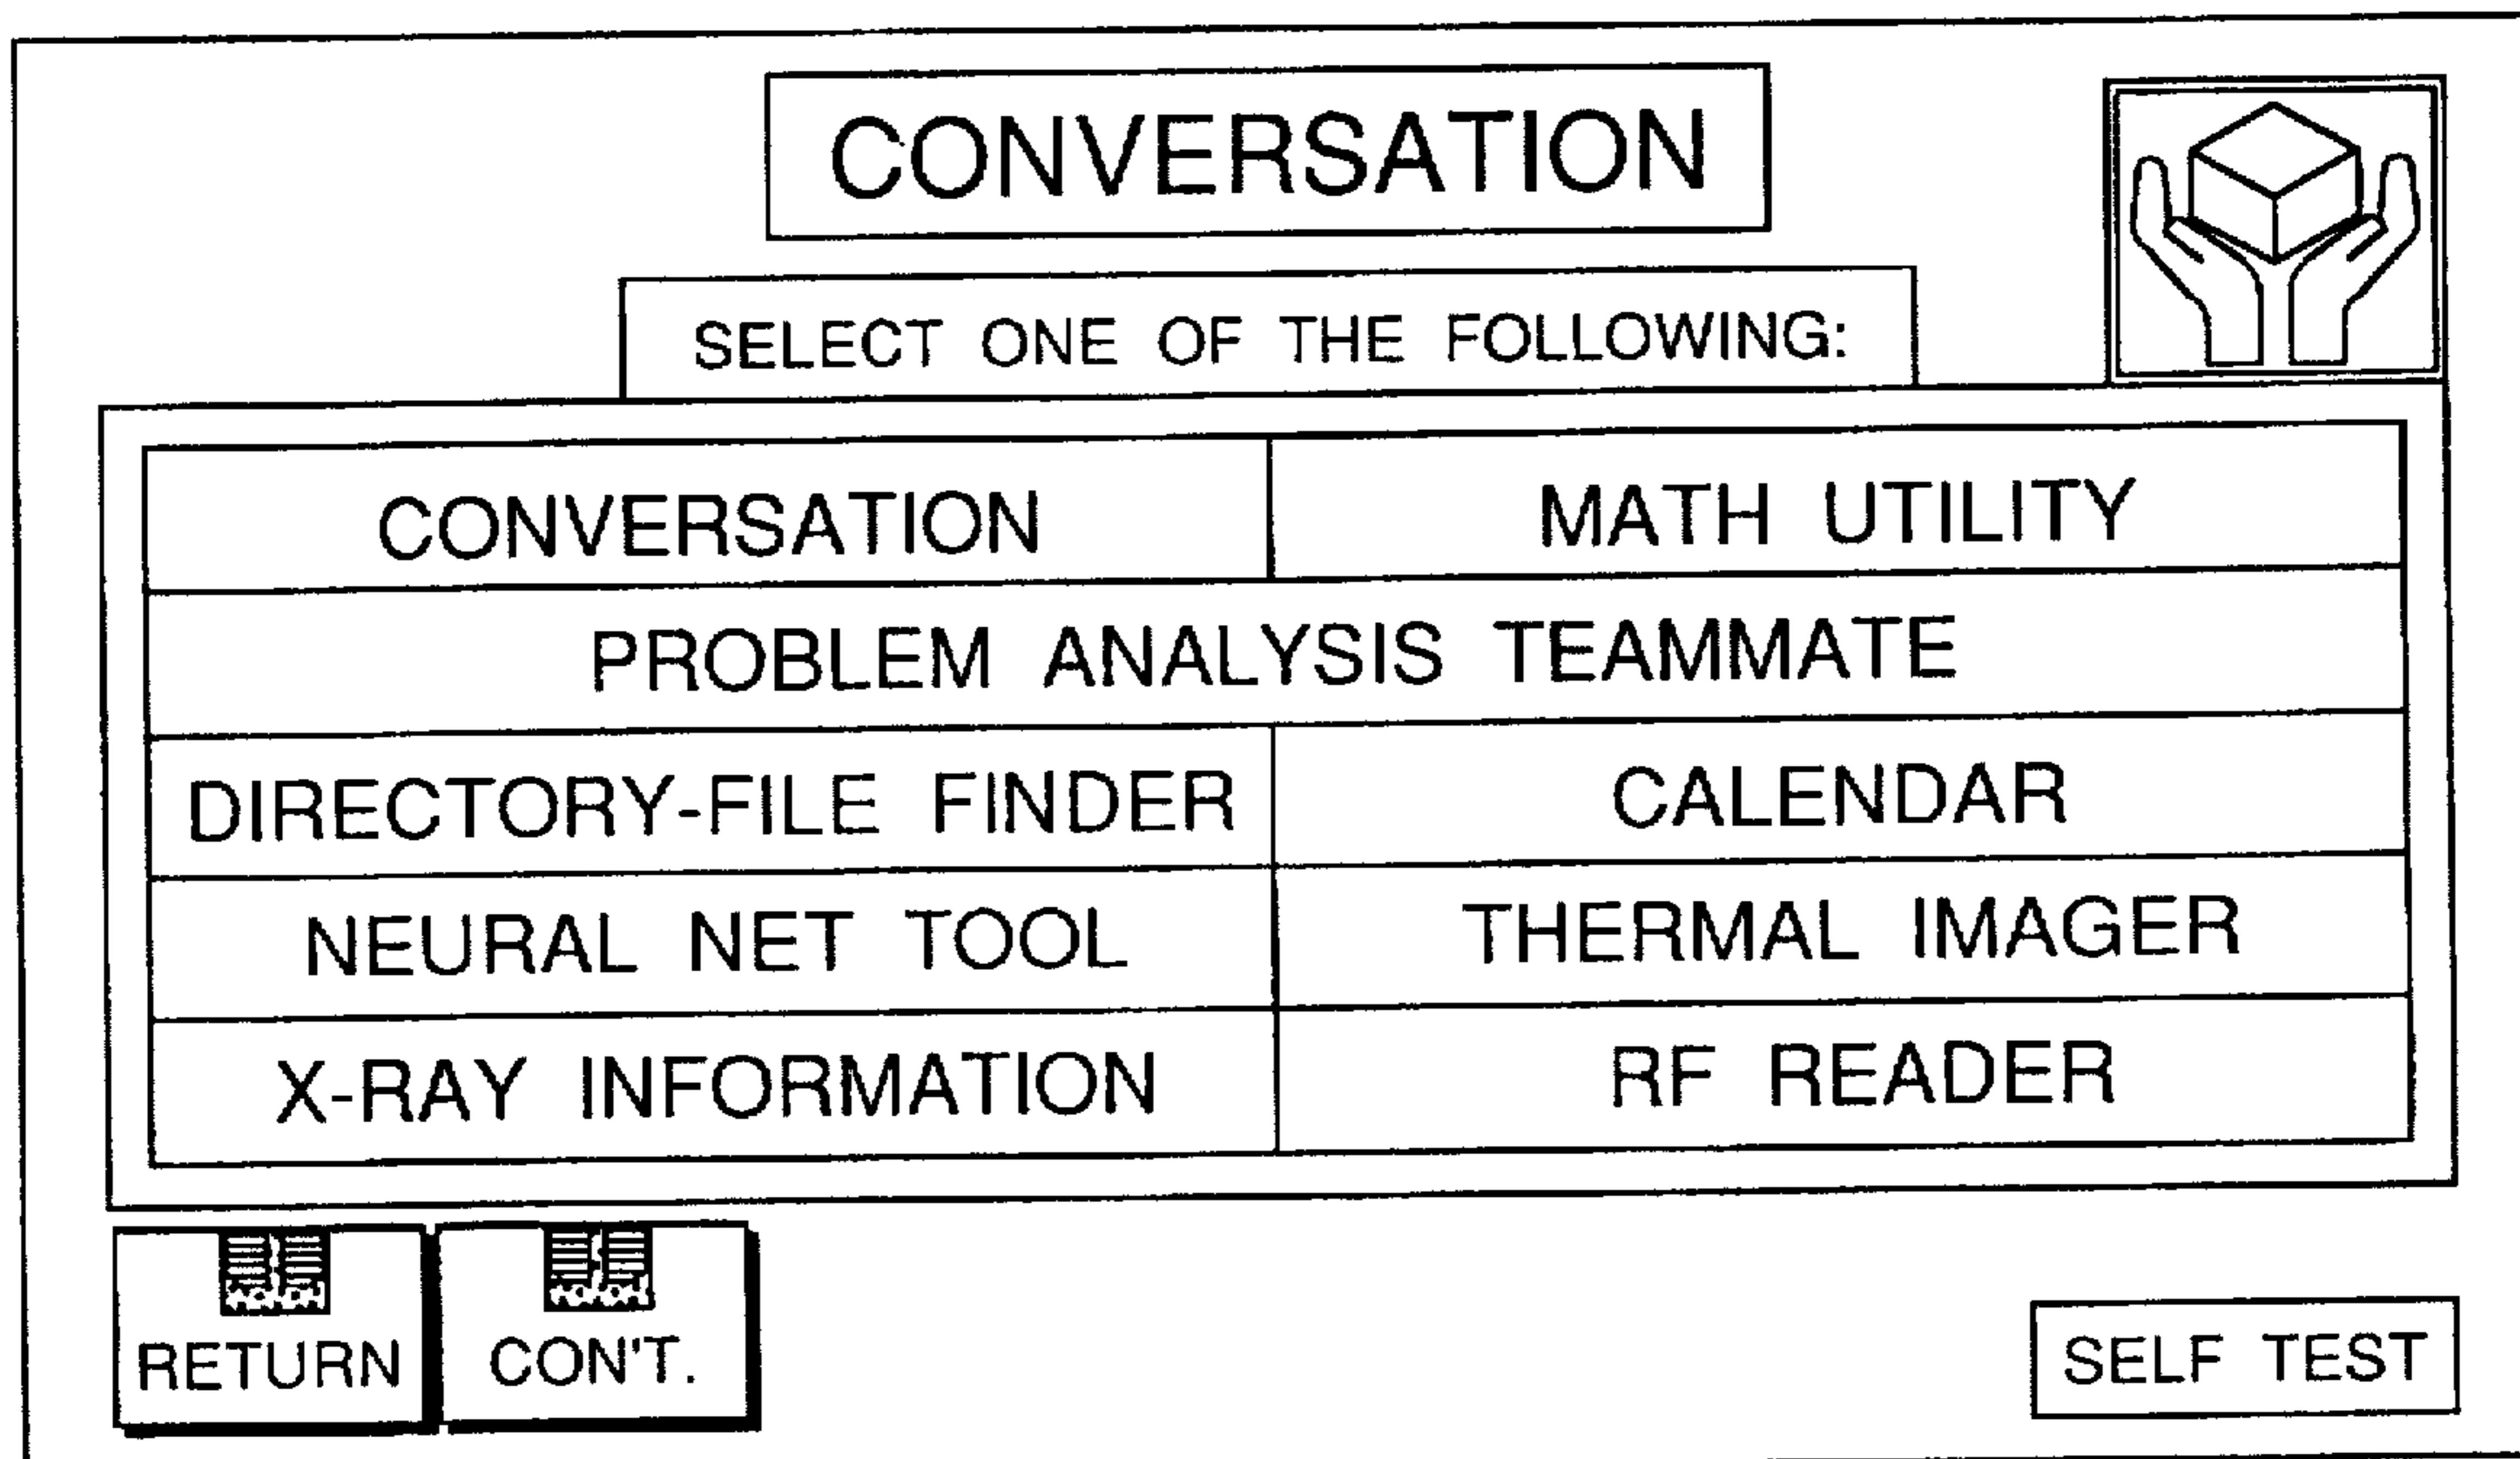 CONVERSATION
SELECT ONE OF THE FOLLOWING:
CONVERSATION MATH UTILITY
PROBLEM ANALYSIS TEAMMATE
DIRECTORY-FILE FINDER CALENDAR
NEURAL NET TOOL THERMAL IMAGER
X-RAY INFORMATION RF READER
RETURN CON'T. SELF TEST